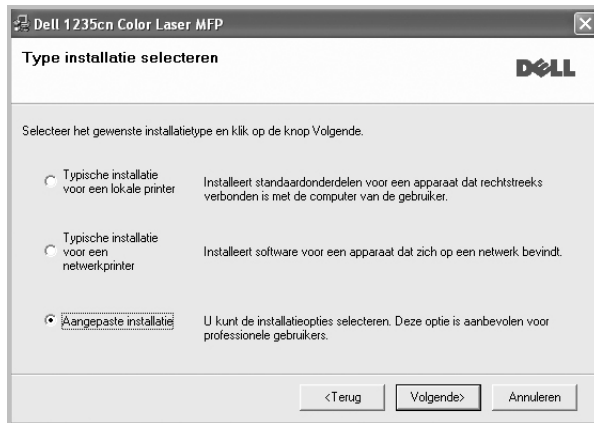 Dell 1235cn Color Laser MFP
Type installatie selecteren
DELL
Selecteer het gewenste installatietype en klik op de knop Volgende.
Typische installatie
voor een lokale printer
Installeert standaardonderdelen voor een apparaat dat rechtstreeks
verbonden is met de computer van de gebruiker.
Typische installatie
voor een
netwerkprinter
Installeert software voor een apparaat dat zich op een netwerk bevindt.
Aangepaste installatie
U kunt de installatieopties selecteren. Deze optie is aanbevolen voor
professionele gebruikers.
<Terug
Volgende>
Annuleren